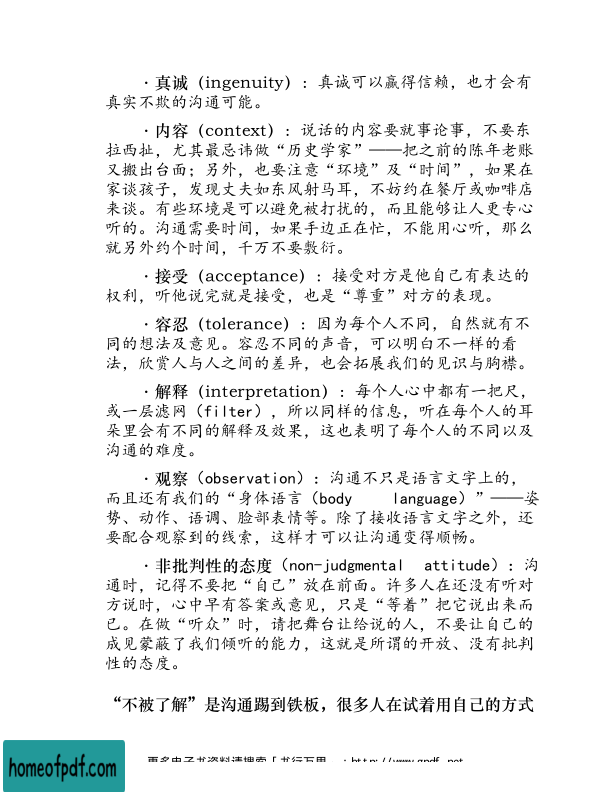 ·真诚（ingenuity）：真诚可以赢得信赖，也才会有
真实不欺的沟通可能。
·内容（context）：说话的内容要就事论事，不要东
拉西扯，尤其最忌讳做“历史学家”——把之前的陈年老账
又搬出台面；另外，也要注意“环境”及“时间”，如果在
家谈孩子，发现丈夫如东风射马耳，不妨约在餐厅或咖啡店
来谈。有些环境是可以避免被打扰的，而且能够让人更专心
听的。沟通需要时间，如果手边正在忙，不能用心听，那么
就另外约个时间，千万不要敷衍。
·接受（acceptance）：接受对方是他自己有表达的
权利，听他说完就是接受，也是“尊重”对方的表现。
·容忍（tolerance）：因为每个人不同，自然就有不
同的想法及意见。容忍不同的声音，可以明白不一样的看
法，欣赏人与人之间的差异，也会拓展我们的见识与胸襟。
·解释（interpretation）：每个人心中都有一把尺，
或一层滤网（filter），所以同样的信息，听在每个人的耳
朵里会有不同的解释及效果，这也表明了每个人的不同以及
沟通的难度。
·观察（observation）：沟通不只是语言文字上的，
而且还有我们的“身体语言（body language）”——姿
势、动作、语调、脸部表情等。除了接收语言文字之外，还
要配合观察到的线索，这样才可以让沟通变得顺畅。
·非批判性的态度（non-judgmental attitude）：沟
通时，记得不要把“自己”放在前面。许多人在还没有听对
方说时，心中早有答案或意见，只是“等着”把它说出来而
已。在做“听众”时，请把舞台让给说的人，不要让自己的
成见蒙蔽了我们倾听的能力，这就是所谓的开放、没有批判
性的态度。
“不被了解”是沟通踢到铁板，很多人在试着用自己的方式
homeofpdf.com